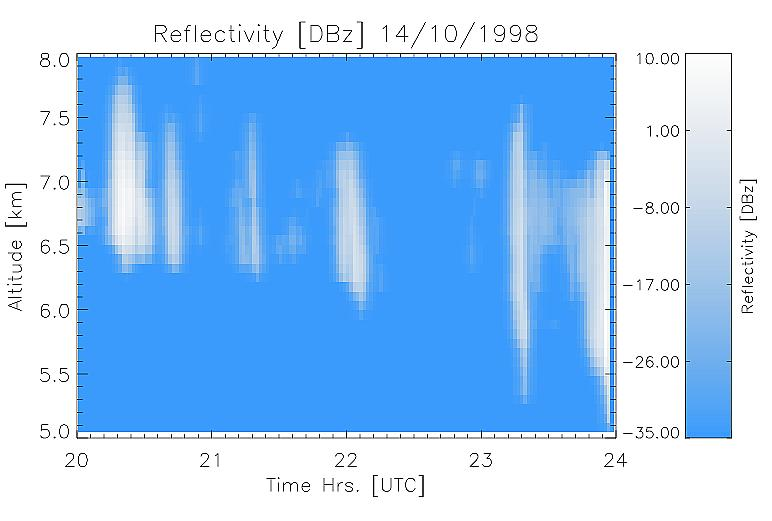 Reflectivity [DBz] 14/10/1998
8.0
7.5
7.0
6.5
6.0
5.5
5.0
Altitude [km]
20 21 22 23 24
Time Hrs. [UTC]
10.00
1.00
-8.00
-17.00
-26.00
-35.00
Reflectivity [DBz]